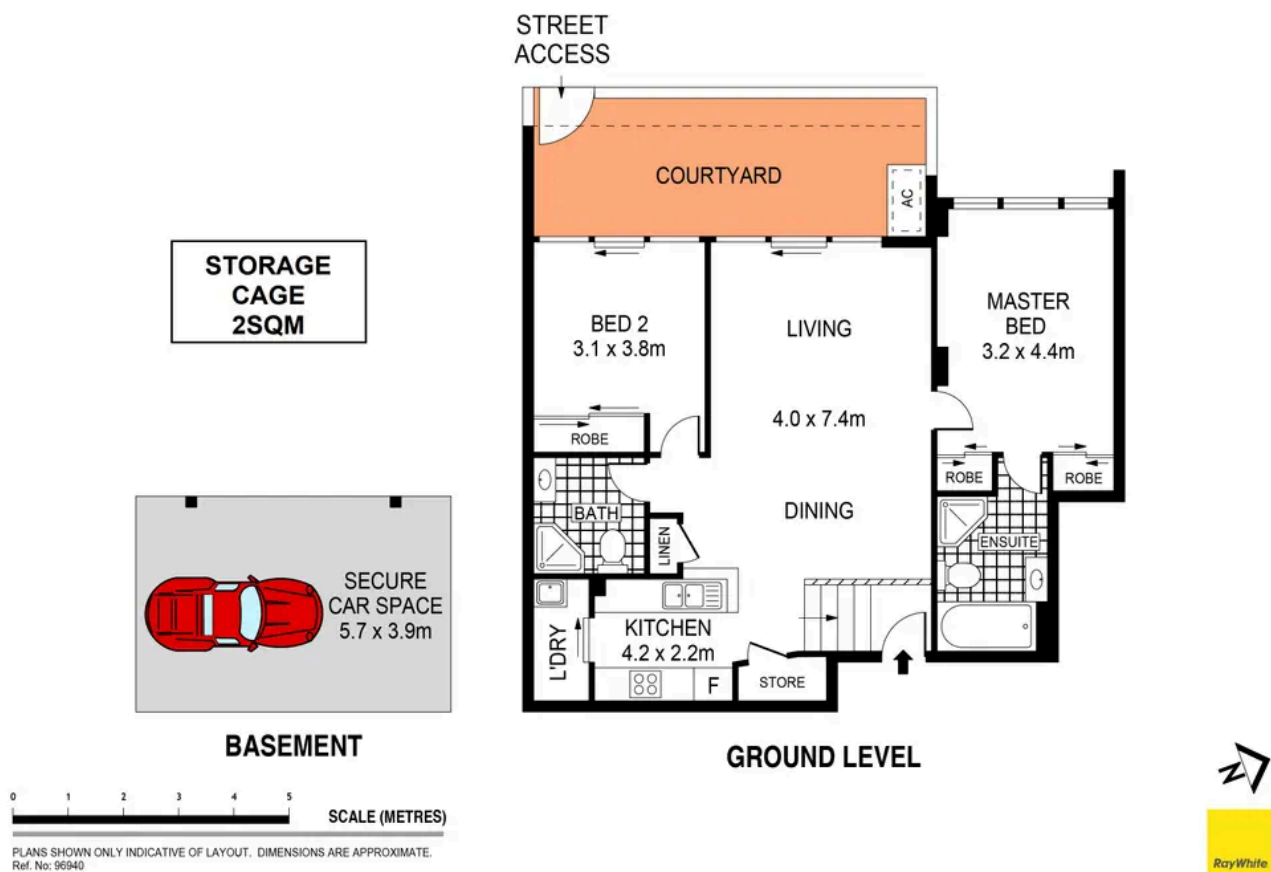 STREET
ACCESS
COURTYARD
AC
STORAGE
CAGE
2SQM
BED 2
3.1 x 3.8m
LIVING
MASTER
BED
3.2 x 4.4m
4.0 x 7.4m
ROBE
ROBE
ROBE
BATH
DINING
LINEN
ENSUITE
SECURE
CAR SPACE
5.7 x 3.9m
L'DRY
KITCHEN
4.2 x 2.2m
F
STORE
BASEMENT
GROUND LEVEL
0 1 2 3 4 5
SCALE (METRES)
PLANS SHOWN ONLY INDICATIVE OF LAYOUT. DIMENSIONS ARE APPROXIMATE.
Ref. No: 96940
N
RayWhite